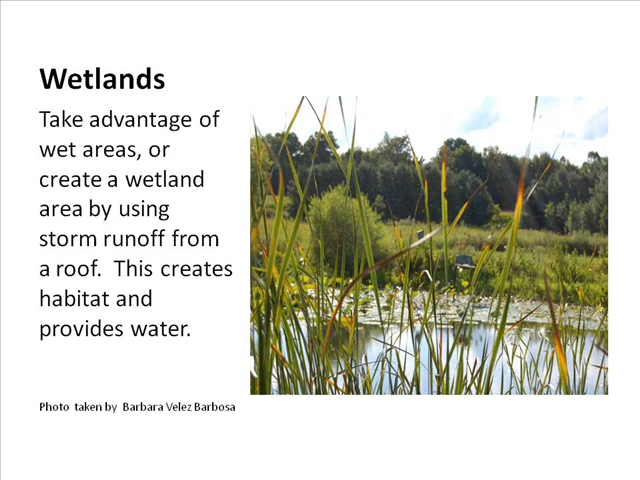 Wetlands
Take advantage of
wet areas, or
create a wetland
area by using
storm runoff from
a roof.  This creates
habitat and
provides water.
Photo taken by Barbara Velez Barbosa